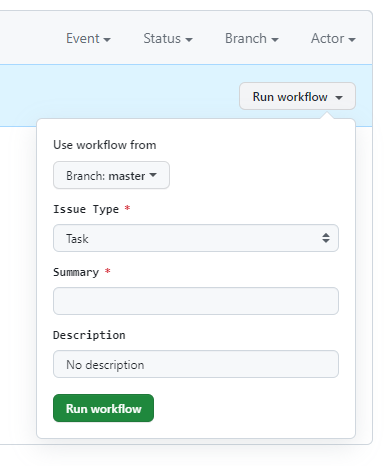 Event Status Branch Actor
Run workflow
Use workflow from
Branch: master
Issue Type *
Task
Summary *
Description
No description
Run workflow